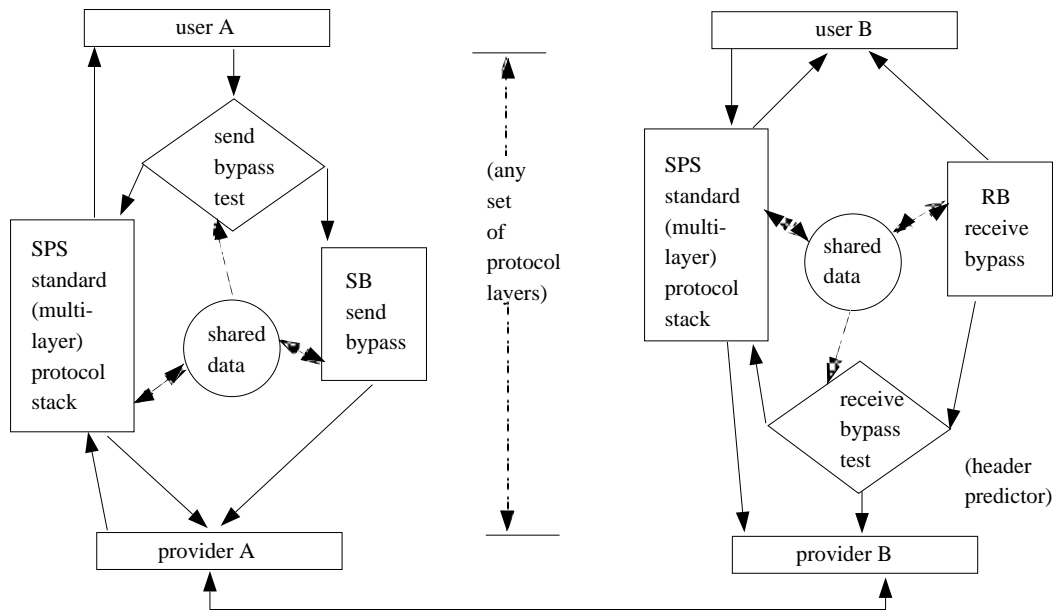 user A
send
bypass
test
SPS
standard
(multi-
layer)
protocol
stack
shared
data
SB
send
bypass
provider A
(any
set
of
protocol
layers)
user B
SPS
standard
(multi-
layer)
protocol
stack
shared
data
RB
receive
bypass
receive
bypass
test
(header
predictor)
provider B